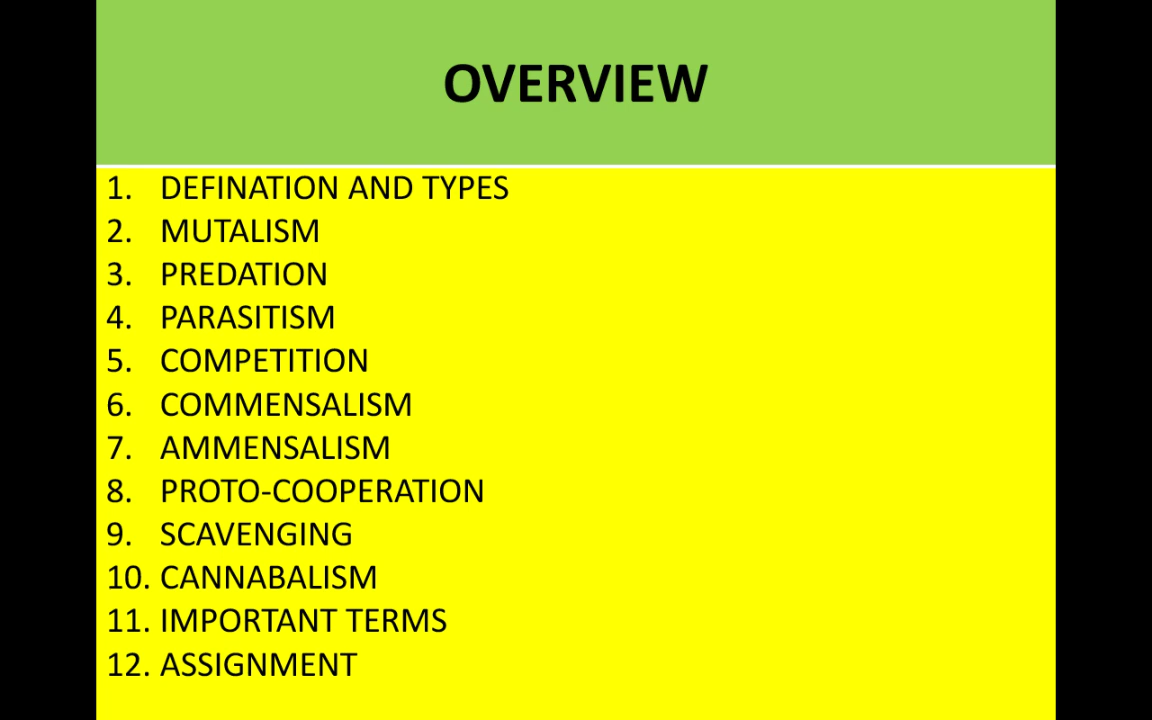 OVERVIEW
1. DEFINATION AND TYPES
2. MUTALISM
3. PREDATION
4. PARASITISM
5. COMPETITION
6. COMMENSALISM
7. AMMENSALISM
8. PROTO-COOPERATION
9. SCAVENGING
10. CANNABALISM
11. IMPORTANT TERMS
12. ASSIGNMENT